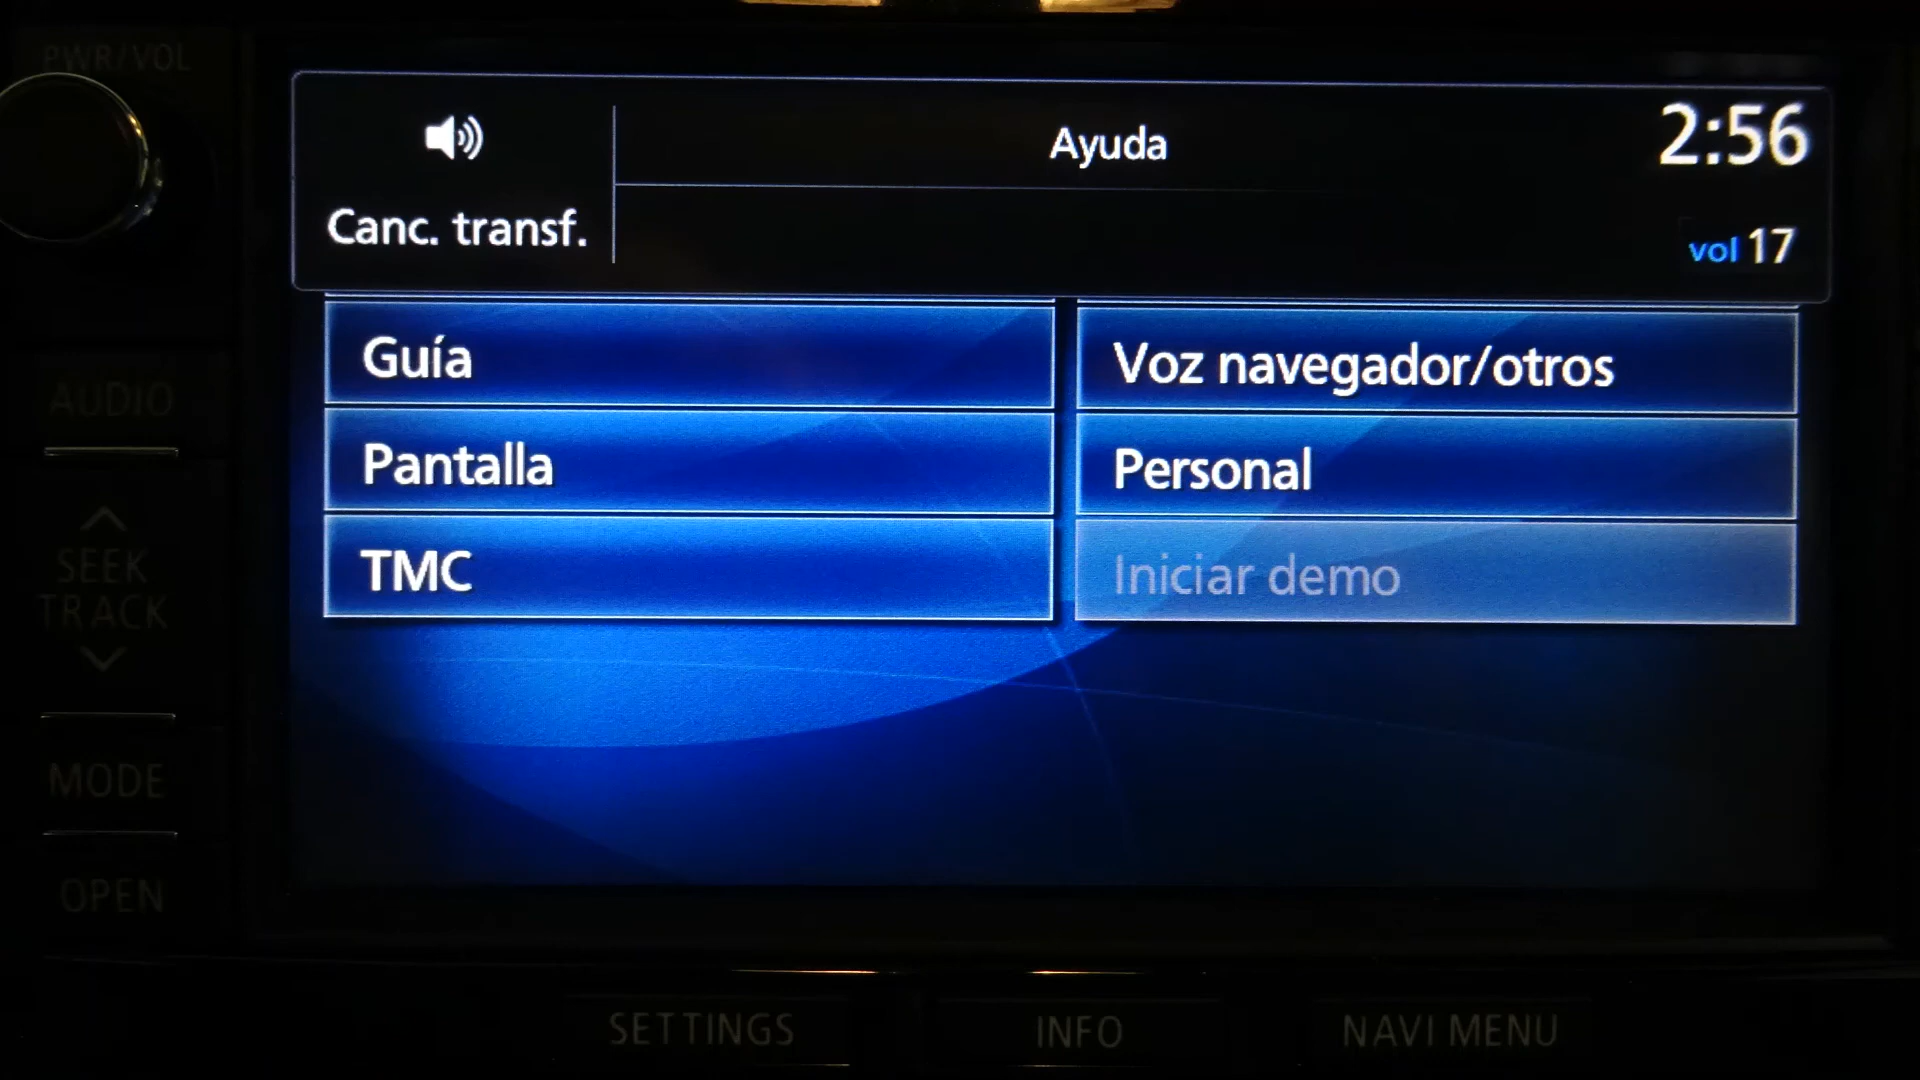 PWR/VOL
Ayuda
2:56
Canc. transf.
vol 17
Guía
Voz navegador/otros
Pantalla
Personal
TMC
Iniciar demo
AUDIO
SEEK
TRACK
MODE
OPEN
SETTINGS
INFO
NAVI MENU